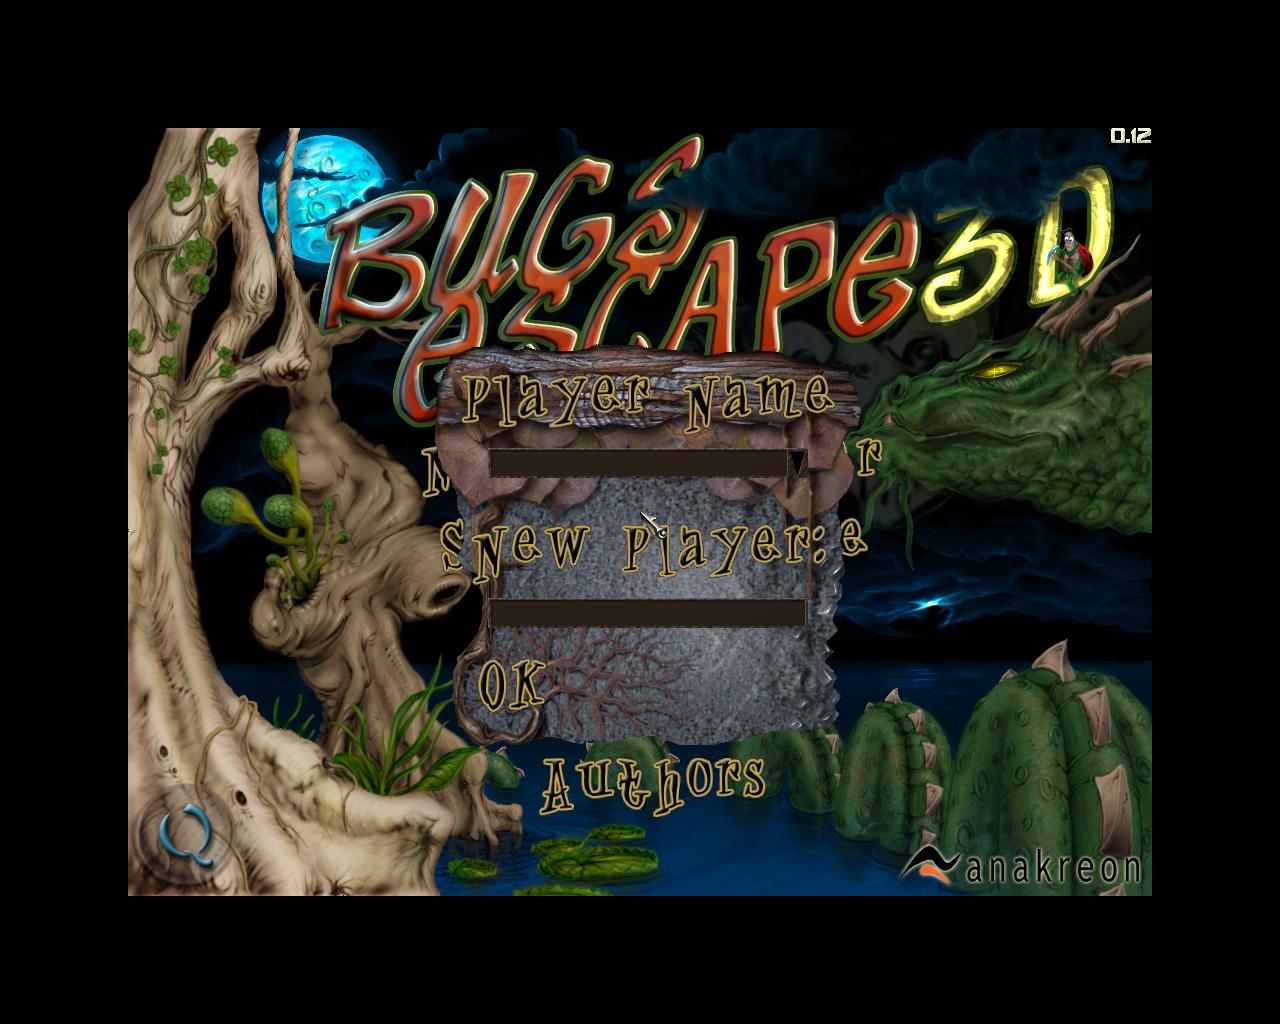 0.12
BUGS
ESCAPE 3D
Player Name
New Player:
OK
Authors
Q
anakreon